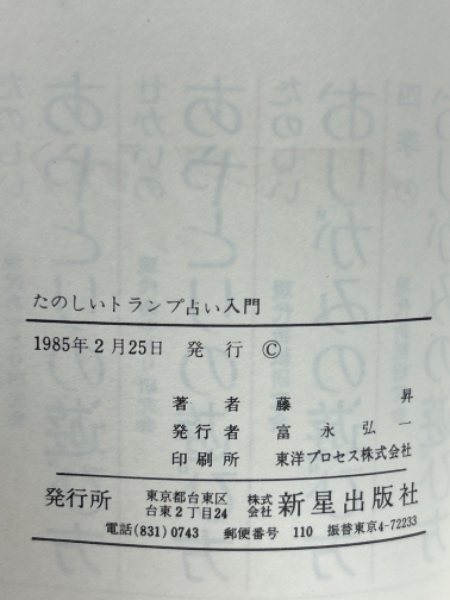 たのしいトランプ占い入門
1985年2月25日 発行 ©
著者 藤 昇
発行者 富永弘一
印刷所 東洋プロセス株式会社
発行所 東京都台東区台東2丁目24 株式会社 新星出版社
電話(831)0743 郵便番号 110 振替東京4-72233